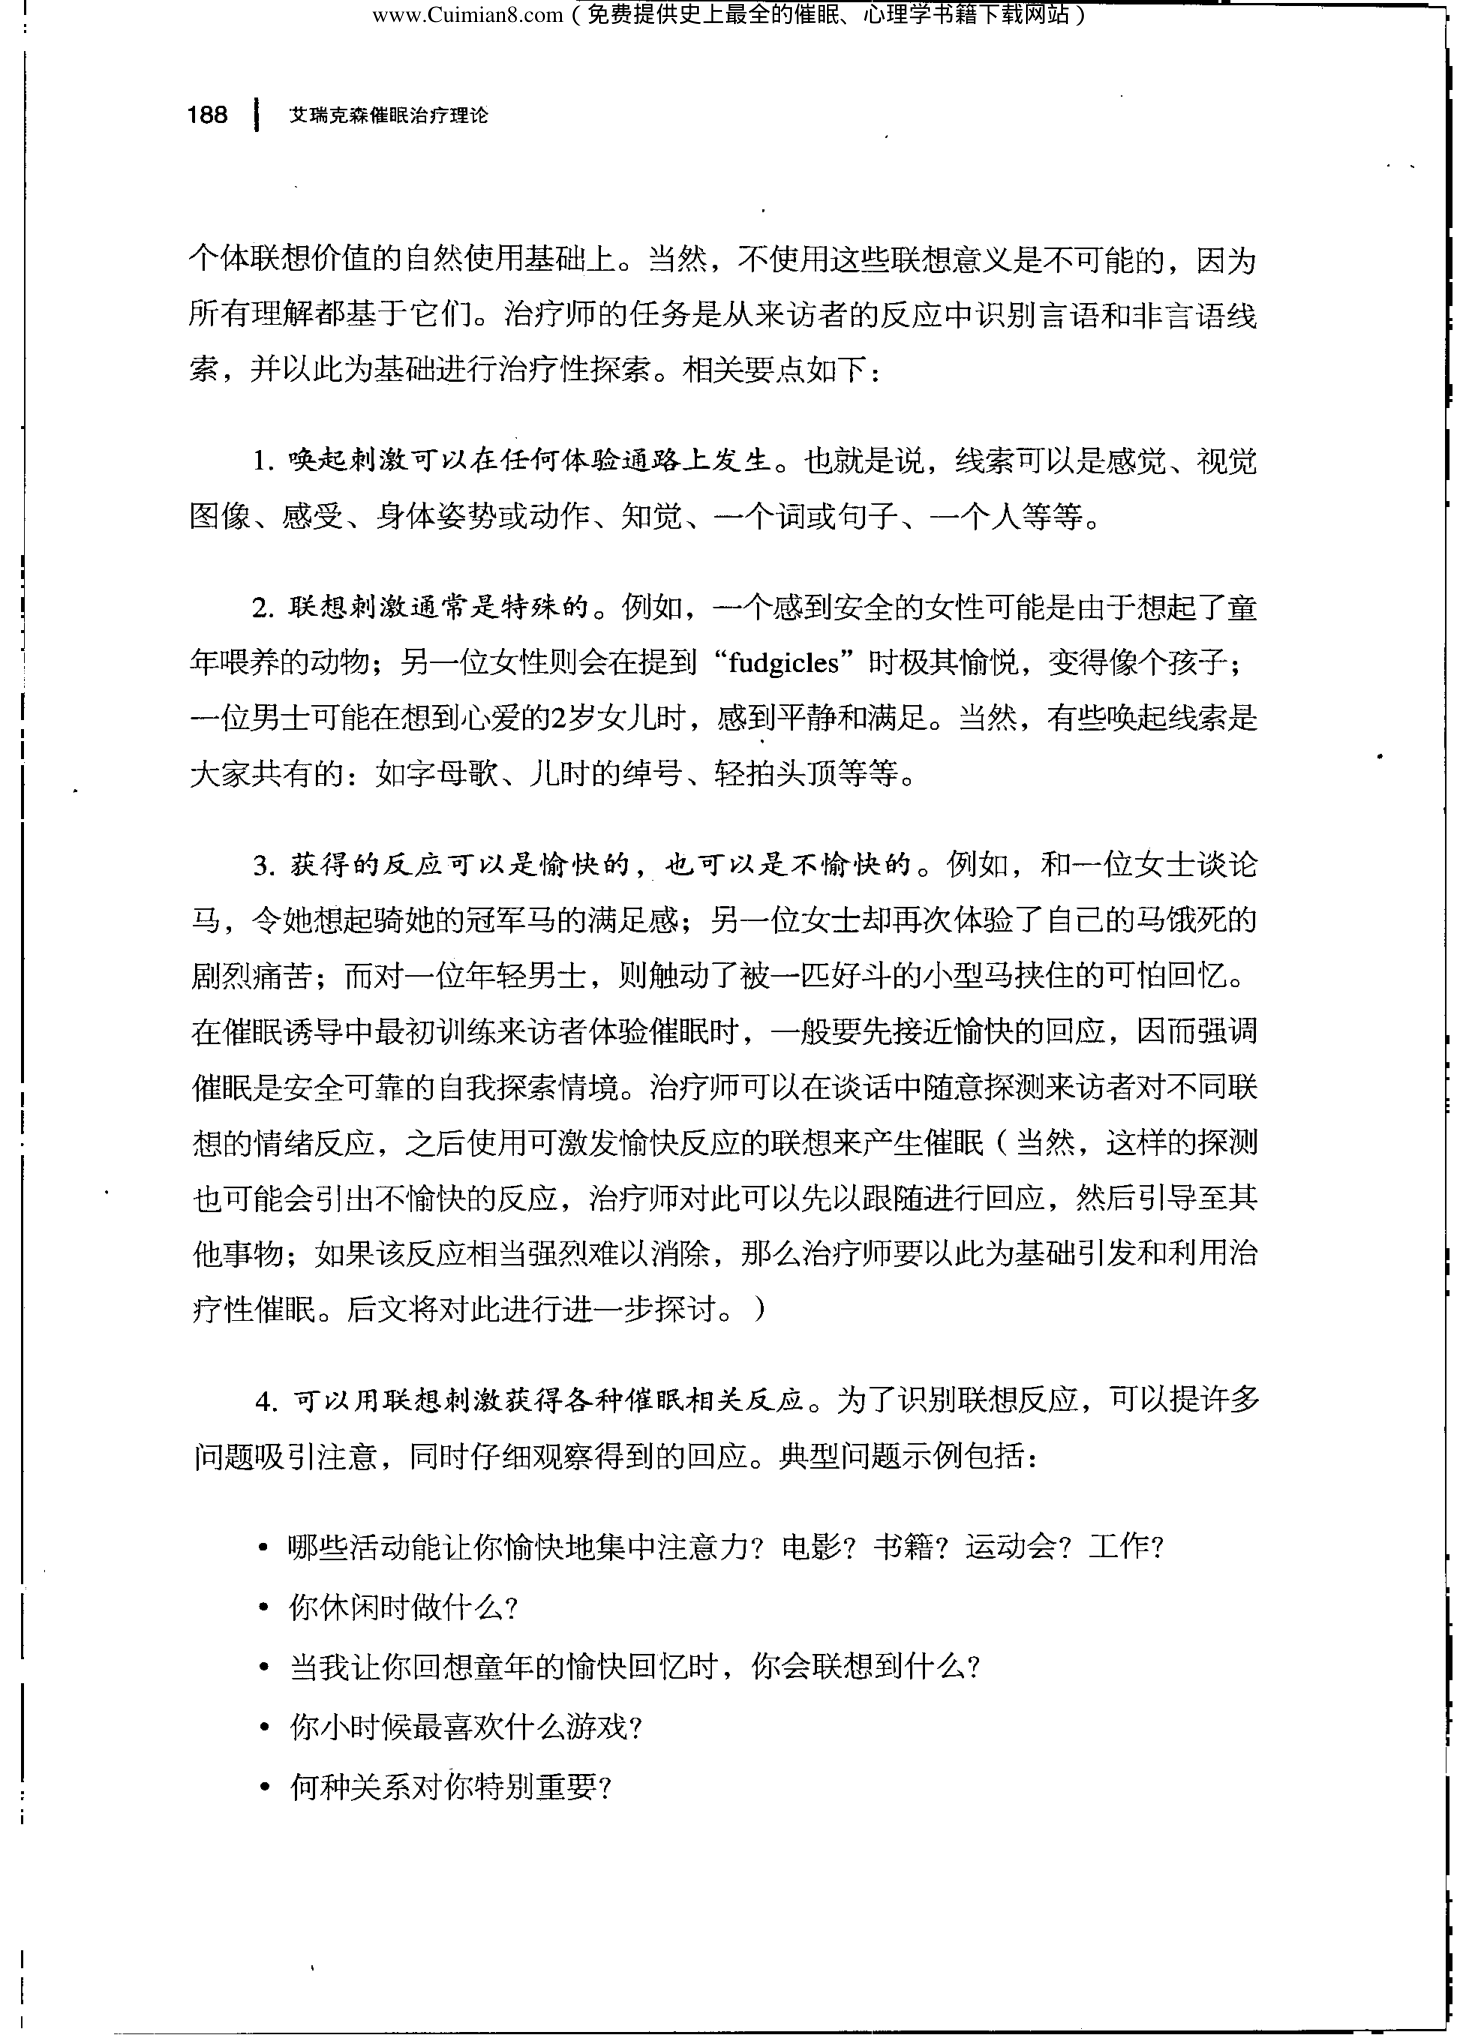 www.Cuimian8.com（免费提供史上最全的催眠、心理学书籍下载网站）
188 艾瑞克森催眠治疗理论
个体联想价值的自然使用基础上。当然，不使用这些联想意义是不可能的，因为
所有理解都基于它们。治疗师的任务是从来访者的反应中识别言语和非言语线
索，并以此为基础进行治疗性探索。相关要点如下：
1. 唤起刺激可以在任何体验通路上发生。也就是说，线索可以是感觉、视觉
图像、感受、身体姿势或动作、知觉、一个词或句子、一个人等等。
2. 联想刺激通常是特殊的。例如，一个感到安全的女性可能是由于想起了童
年喂养的动物；另一位女性则会在提到“fudgicles”时极其愉悦，变得像个孩子；
一位男士可能在想到心爱的2岁女儿时，感到平静和满足。当然，有些唤起线索是
大家共有的：如字母歌、儿时的绰号、轻拍头顶等等。
3. 获得的反应可以是愉快的，也可以是不愉快的。例如，和一位女士谈论
马，令她想起骑她的冠军马的满足感；另一位女士却再次体验了自己的马饿死的
剧烈痛苦；而对一位年轻男士，则触动了被一匹好斗的小型马挟住的可怕回忆。
在催眠诱导中最初训练来访者体验催眠时，一般要先接近愉快的回应，因而强调
催眠是安全可靠的自我探索情境。治疗师可以在谈话中随意探测来访者对不同联
想的情绪反应，之后使用可激发愉快反应的联想来产生催眠（当然，这样的探测
也可能会引出不愉快的反应，治疗师对此可以先以跟随进行回应，然后引导至其
他事物；如果该反应相当强烈难以消除，那么治疗师要以此为基础引发和利用治
疗性催眠。后文将对此进行进一步探讨。）
4. 可以用联想刺激获得各种催眠相关反应。为了识别联想反应，可以提许多
问题吸引注意，同时仔细观察得到的回应。典型问题示例包括：
• 哪些活动能让你愉快地集中注意力？电影？书籍？运动会？工作？
• 你休闲时做什么？
• 当我让你回想童年的愉快回忆时，你会联想到什么？
• 你小时候最喜欢什么游戏？
• 何种关系对你特别重要？